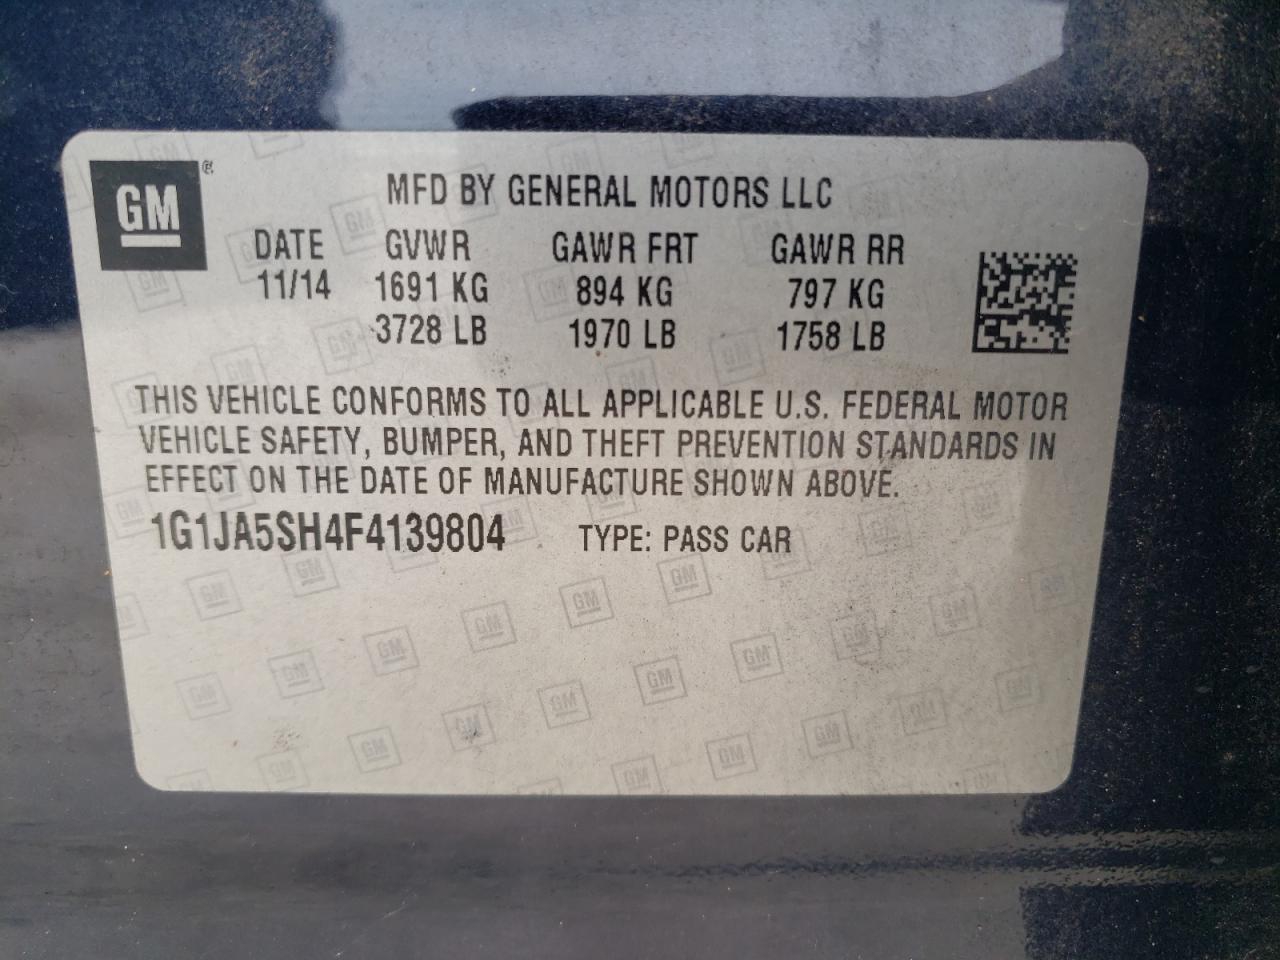 GM ®
MFD BY GENERAL MOTORS LLC
DATE GVWR GAWR FRT GAWR RR
11/14 1691 KG 894 KG 797 KG
3728 LB 1970 LB 1758 LB
THIS VEHICLE CONFORMS TO ALL APPLICABLE U.S. FEDERAL MOTOR
VEHICLE SAFETY, BUMPER, AND THEFT PREVENTION STANDARDS IN
EFFECT ON THE DATE OF MANUFACTURE SHOWN ABOVE.
1G1JA5SH4F4139804 TYPE: PASS CAR